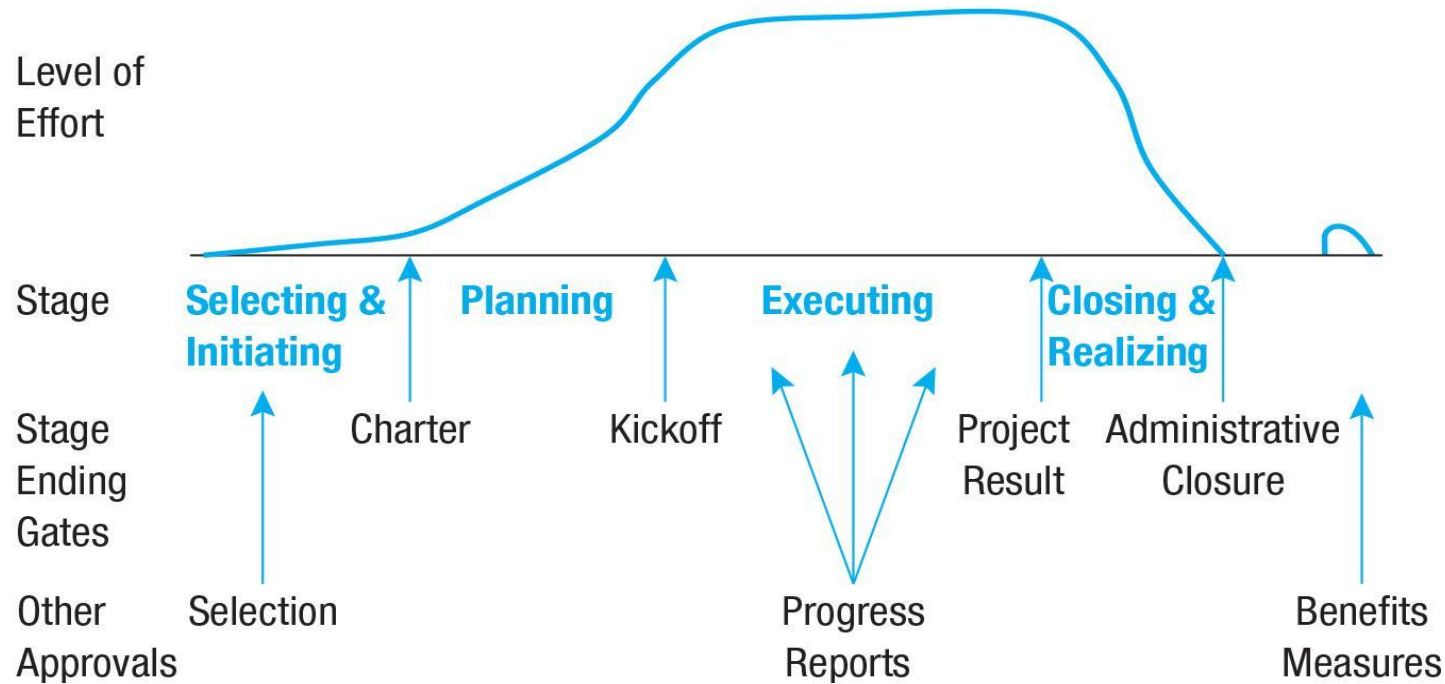 Level of
Effort
Stage
Selecting &
Initiating
Planning
Executing
Closing &
Realizing
Stage
Ending
Gates
Charter
Kickoff
Project
Result
Administrative
Closure
Other
Approvals
Selection
Progress
Reports
Benefits
Measures